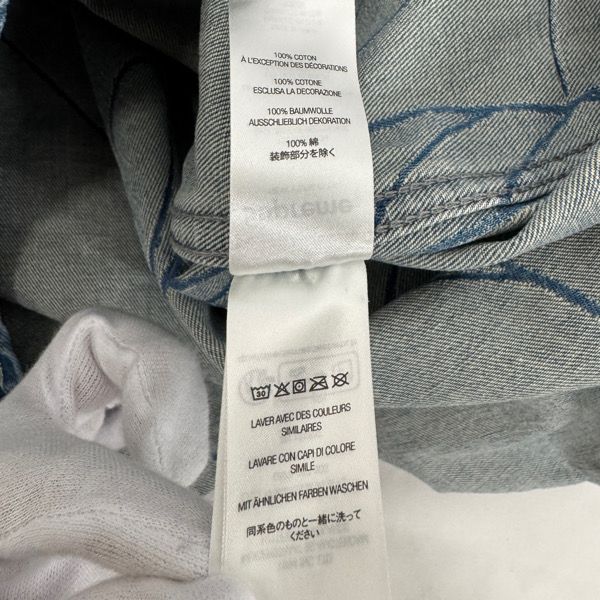 100% COTON
À L'EXCEPTION DES DÉCORATIONS
100% COTONE
ESCLUSA LA DECORAZIONE
100% BAUMWOLLE
AUSSCHLIEBLICH DEKORATION
100% 綿
装飾部分を除く
30
LAVER AVEC DES COULEURS
SIMILAIRES
LAVARE CON CAPI DI COLORE
SIMILE
MIT ÄHNLICHEN FARBEN WASCHEN
同系色のものと一緒に洗って
ください